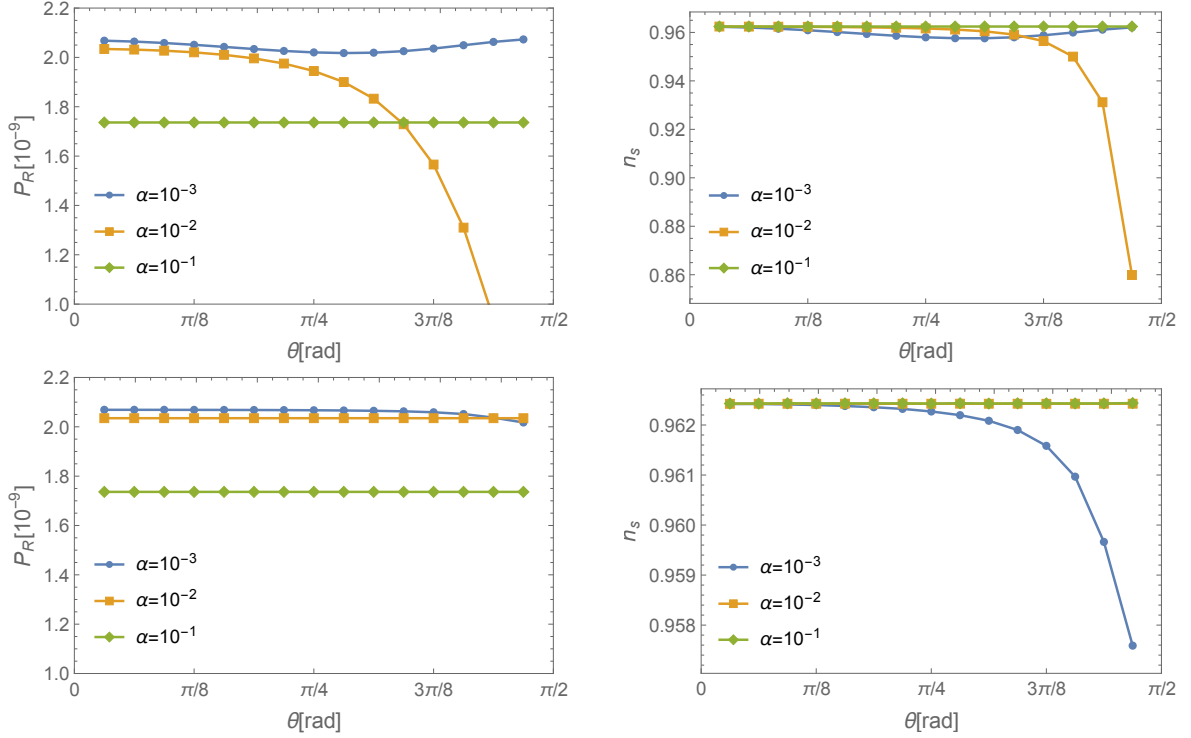 2.2
2.0
1.8
1.6
1.4
1.2
1.0
P_R[10⁻⁹]
α=10⁻³
α=10⁻²
α=10⁻¹
0 π/8 π/4 3π/8 π/2
θ[rad]
0.96
0.94
0.92
0.90
0.88
0.86
n_s
α=10⁻³
α=10⁻²
α=10⁻¹
0 π/8 π/4 3π/8 π/2
θ[rad]
2.2
2.0
1.8
1.6
1.4
1.2
1.0
P_R[10⁻⁹]
α=10⁻³
α=10⁻²
α=10⁻¹
0 π/8 π/4 3π/8 π/2
θ[rad]
0.962
0.961
0.960
0.959
0.958
n_s
α=10⁻³
α=10⁻²
α=10⁻¹
0 π/8 π/4 3π/8 π/2
θ[rad]